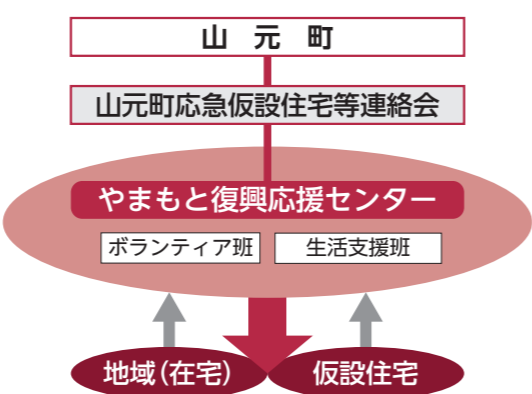 山元町
山元町応急仮設住宅等連絡会
やまもと復興応援センター
ボランティア班
生活支援班
地域(在宅)
仮設住宅